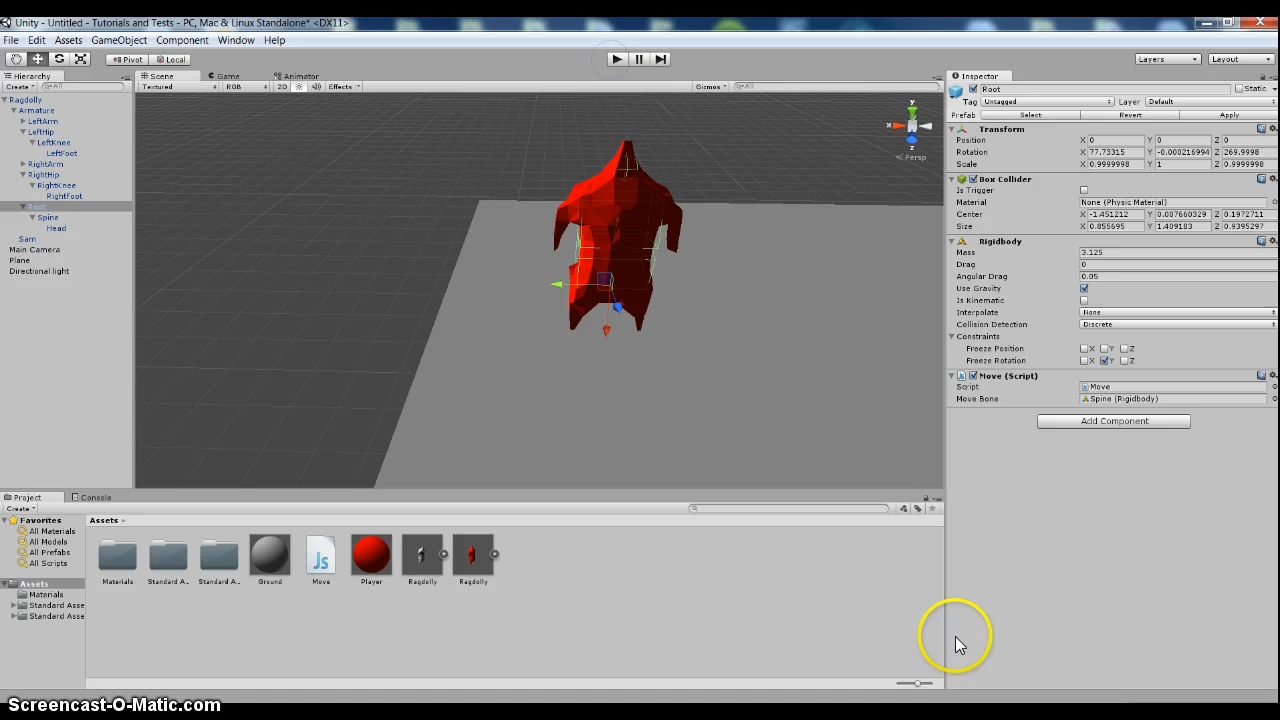 Unity - Untitled - Tutorials and Tests - PC, Mac & Linux Standalone* <DX11>
File Edit Assets GameObject Component Window Help
Pivot Local Layers Layout
Hierarchy
Create All
Ragdolly
Armature
LeftArm
LeftHip
LeftKnee
LeftFoot
RightArm
RightHip
RightKnee
RightFoot
Root
Spine
Head
Sam
Main Camera
Plane
Directional light
Scene Game Animator
Textured RGB 2D Effects Gizmos All
y
x
z
Persp
Inspector
Root Static
Tag Untagged Layer Default
Prefab Select Revert Apply
Transform
Position X 0 Y 0 Z 0
Rotation X 77.73315 Y -0.000216994 Z 269.9998
Scale X 0.9999998 Y 1 Z 0.9999998
Box Collider
Is Trigger
Material None (Physic Material)
Center X -1.451212 Y 0.007660329 Z 0.1972711
Size X 0.855695 Y 1.409183 Z 0.9395297
Rigidbody
Mass 3.125
Drag 0
Angular Drag 0.05
Use Gravity
Is Kinematic
Interpolate None
Collision Detection Discrete
Constraints
Freeze Position X Y Z
Freeze Rotation X Y Z
Move (Script)
Script Move
Move Bone Spine (Rigidbody)
Add Component
Project Console
Create
Favorites
All Materials
All Models
All Prefabs
All Scripts
Assets
Materials
Standard Asse
Standard Asse
Assets
Js
Materials Standard A... Standard A... Ground Move Player Ragdolly Ragdolly
Screencast-O-Matic.com